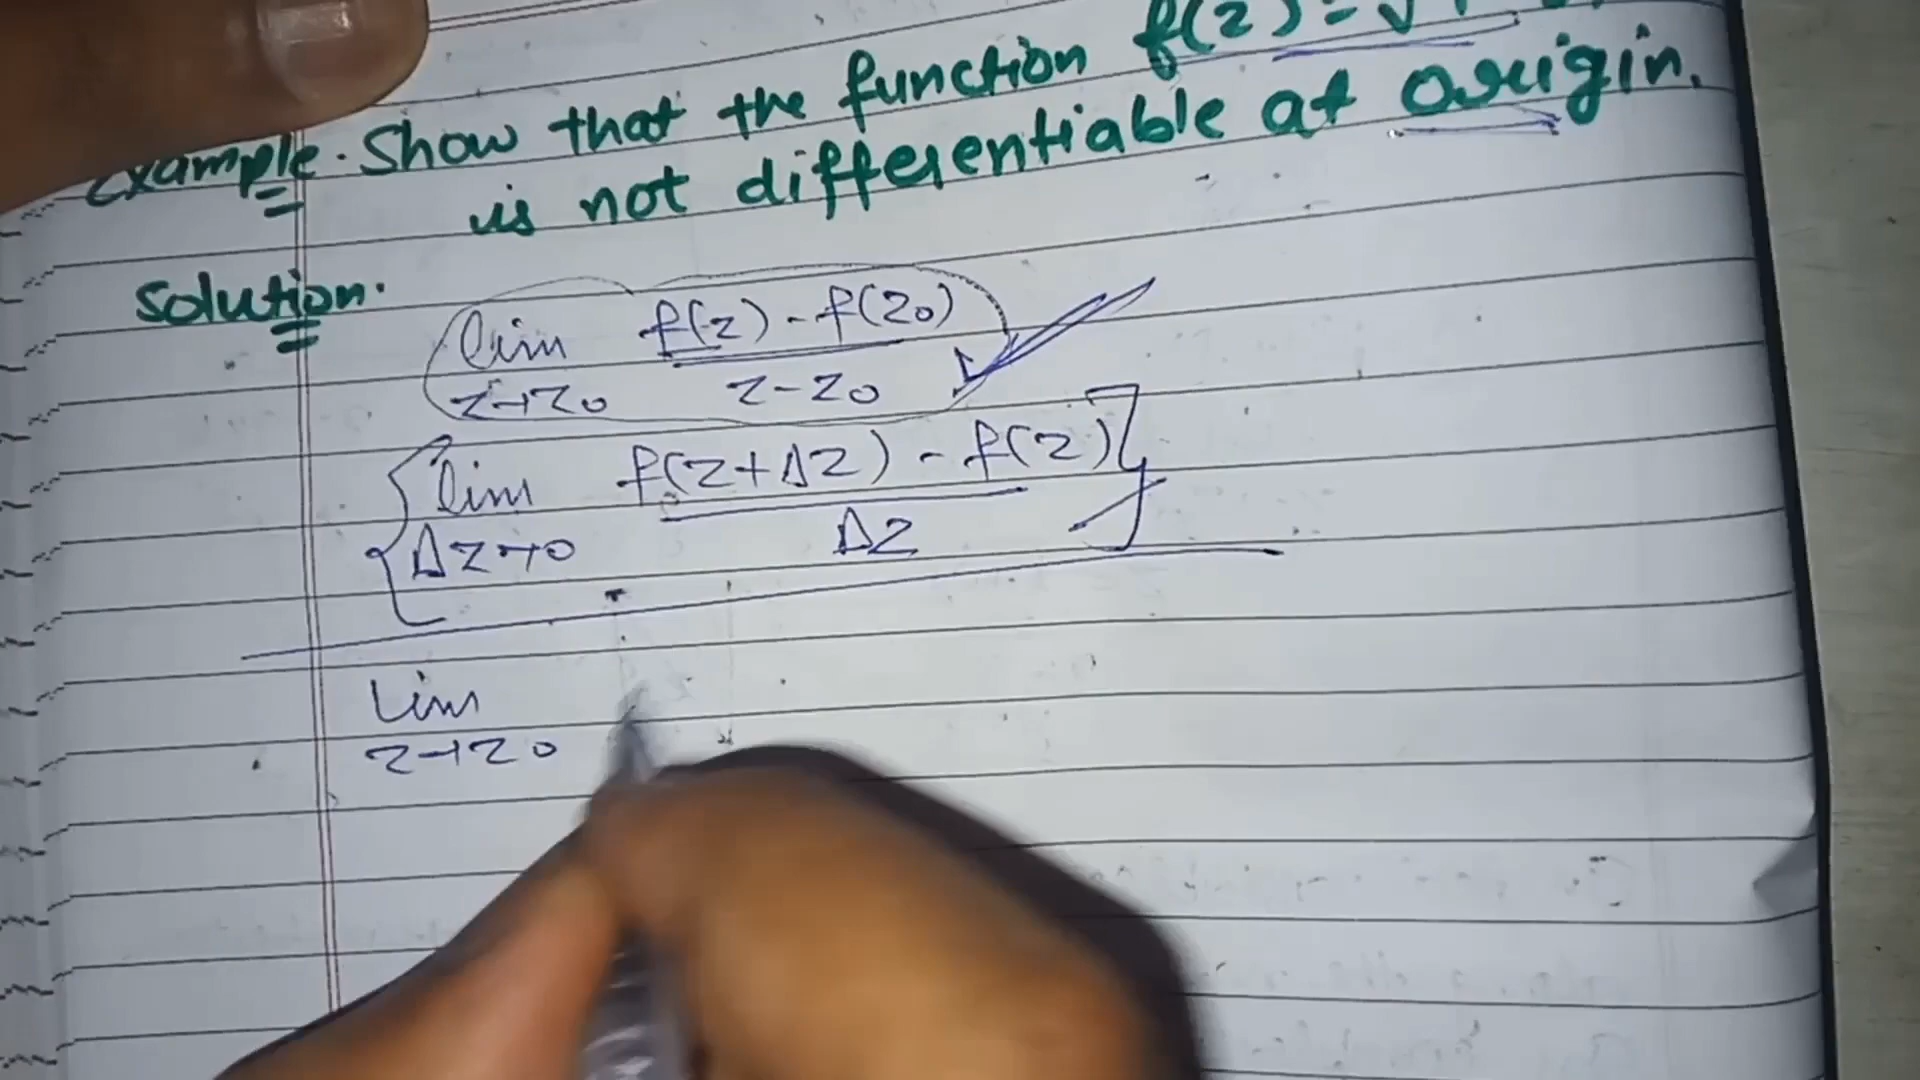 Example. Show that the function f(z) = √
is not differentiable at origin.
Solution.
lim f(z) - f(z0)
z→z0 z-z0
lim f(z+Δz) - f(z)
Δz→0 Δz
lim
z→z0